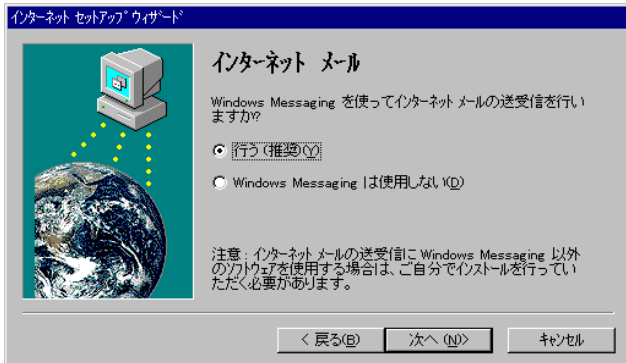 ｲﾝﾀｰﾈｯﾄ ｾｯﾄｱｯﾌﾟ ｳｨｻﾞｰﾄﾞ
インターネット メール
Windows Messaging を使ってｲﾝﾀｰﾈｯﾄ ﾒｰﾙの送受信を行い
ますか?
行う(推奨)(Y)
Windows Messaging は使用しない(D)
注意 : ｲﾝﾀｰﾈｯﾄ ﾒｰﾙの送受信に Windows Messaging 以外
のｿﾌﾄｳｪｱを使用する場合は、ご自分でｲﾝｽﾄｰﾙを行ってい
ただく必要があります。
< 戻る(B)
次へ (N)>
ｷｬﾝｾﾙ